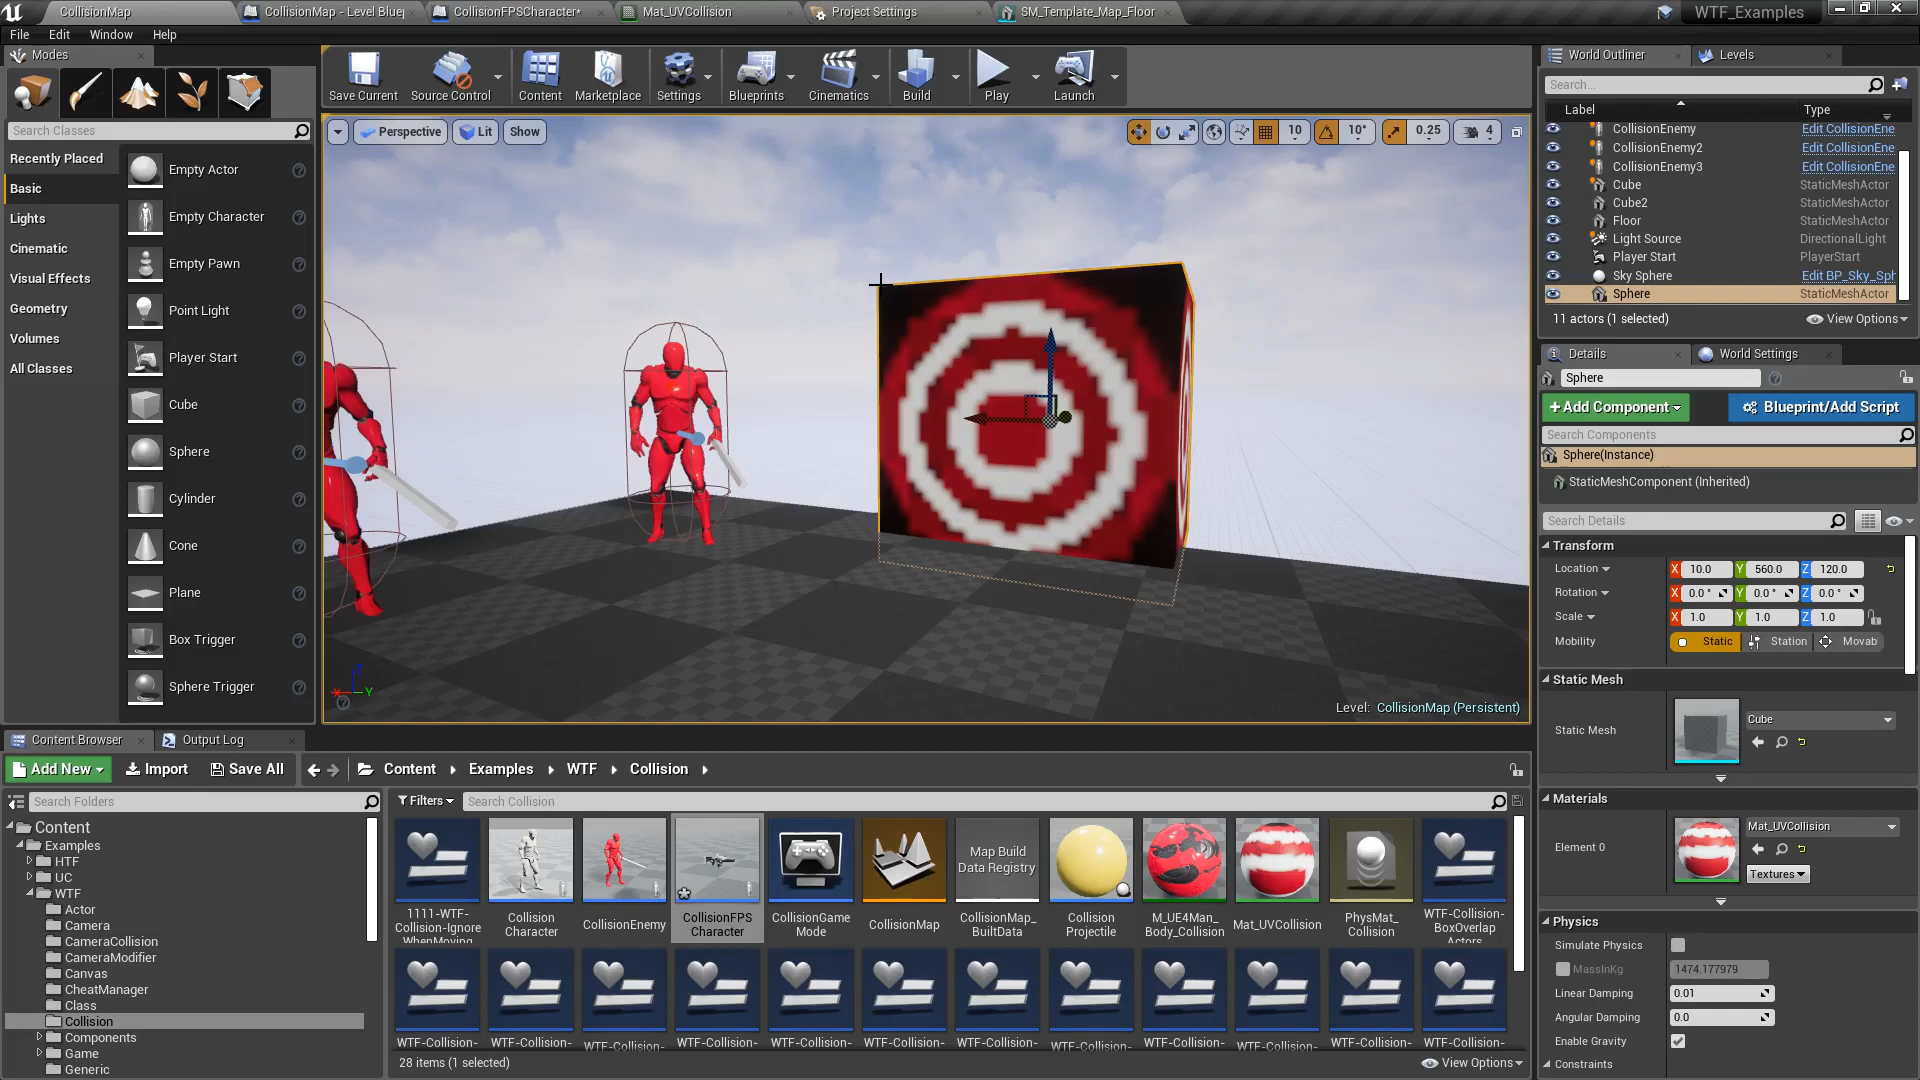 CollisionMap
CollisionMap - Level Bluep
CollisionFPSCharacter*
Mat_UVCollision
Project Settings
SM_Template_Map_Floor
WTF_Examples
File Edit Window Help
Modes
Search Classes
Recently Placed
Basic
Lights
Cinematic
Visual Effects
Geometry
Volumes
All Classes
Empty Actor
Empty Character
Empty Pawn
Point Light
Player Start
Cube
Sphere
Cylinder
Cone
Plane
Box Trigger
Sphere Trigger
Save Current
Source Control
Content
Marketplace
Settings
Blueprints
Cinematics
Build
Play
Launch
Perspective Lit Show
10 10° 0.25 4
X Z Y
Level: CollisionMap (Persistent)
World Outliner Levels
Search...
Label Type
CollisionEnemy Edit CollisionEne
CollisionEnemy2 Edit CollisionEne
CollisionEnemy3 Edit CollisionEne
Cube StaticMeshActor
Cube2 StaticMeshActor
Floor StaticMeshActor
Light Source DirectionalLight
Player Start PlayerStart
Sky Sphere Edit BP_Sky_Sph
Sphere StaticMeshActor
11 actors (1 selected) View Options
Details World Settings
Sphere
+Add Component Blueprint/Add Script
Search Components
Sphere(Instance)
StaticMeshComponent (Inherited)
Search Details
Transform
Location X 10.0 Y 560.0 Z 120.0
Rotation X 0.0 ° Y 0.0 ° Z 0.0 °
Scale X 1.0 Y 1.0 Z 1.0
Mobility Static Station Movab
Static Mesh
Static Mesh Cube
Materials
Element 0 Mat_UVCollision
Textures
Physics
Simulate Physics
MassInKg 1474.177979
Linear Damping 0.01
Angular Damping 0.0
Enable Gravity
Constraints
Content Browser Output Log
Add New Import Save All Content Examples WTF Collision
Search Folders
Content
Examples
HTF
UC
WTF
Actor
Camera
CameraCollision
CameraModifier
Canvas
CheatManager
Class
Collision
Components
Game
Generic
Filters Search Collision
Map Build
Data Registry
1111-WTF-
Collision-Ignore
WhenMoving
Collision
Character
CollisionEnemy
CollisionFPS
Character
CollisionGame
Mode
CollisionMap
CollisionMap_
BuiltData
Collision
Projectile
M_UE4Man_
Body_Collision
Mat_UVCollision
PhysMat_
Collision
WTF-Collision-
BoxOverlap
Actors
WTF-Collision- WTF-Collision- WTF-Collision- WTF-Collision- WTF-Collision- WTF-Collision- WTF-Collision- WTF-Collision- WTF-Collision- WTF-Collision- WTF-Collision- WTF-Collision-
28 items (1 selected) View Options